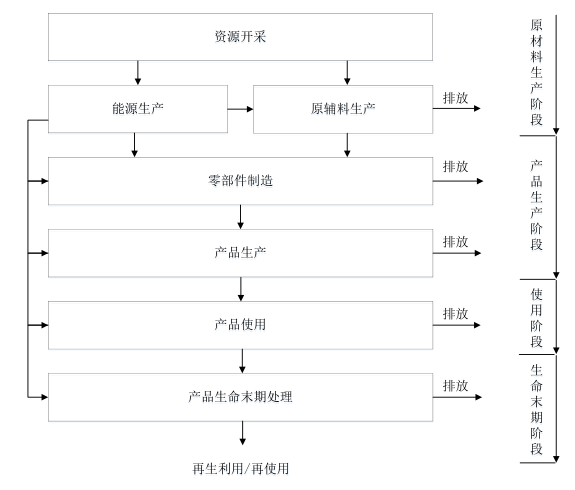 资源开采
能源生产
原辅料生产
排放
零部件制造
排放
产品生产
排放
产品使用
排放
产品生命末期处理
排放
再生利用/再使用
原材料生产阶段
产品生产阶段
使用阶段
生命末期阶段